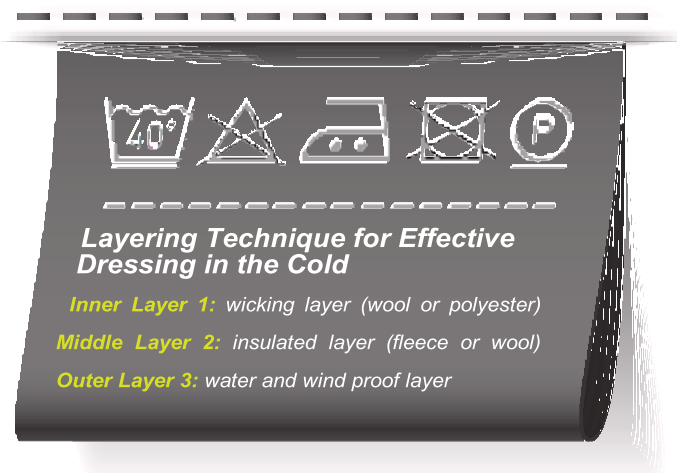 40°
P
Layering Technique for Effective
Dressing in the Cold
Inner Layer 1: wicking layer (wool or polyester)
Middle Layer 2: insulated layer (fleece or wool)
Outer Layer 3: water and wind proof layer